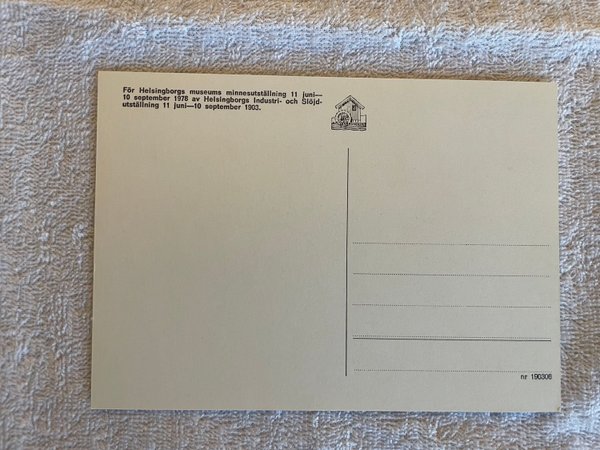 För Helsingborgs museums minnesutställning 11 juni—
10 september 1978 av Helsingborgs Industri- och Slöjd-
utställning 11 juni—10 september 1903.
nr 190306